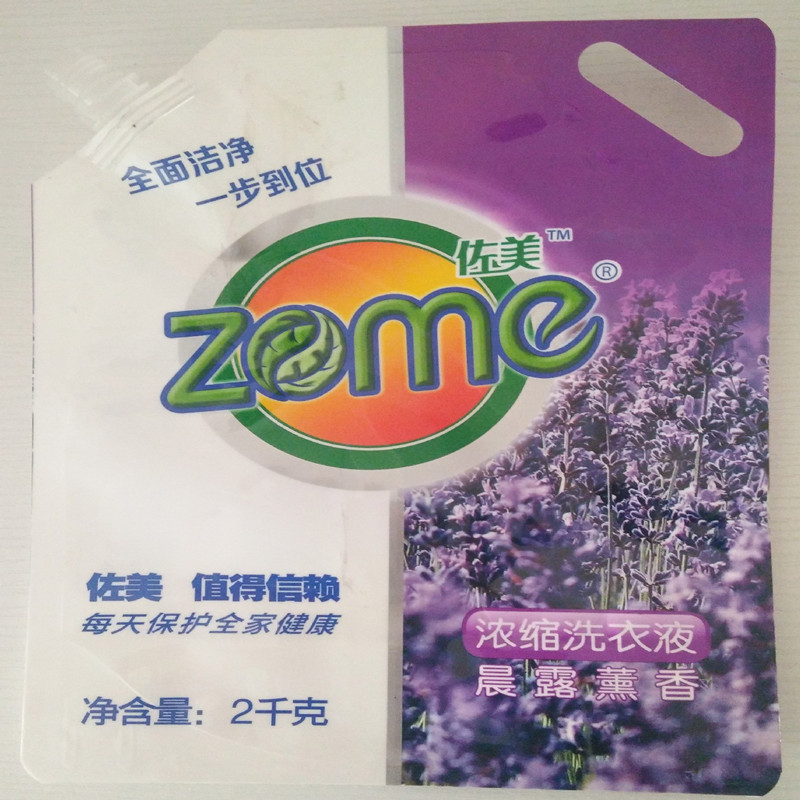 全面洁净
一步到位
佐美™
zome®
佐美 值得信赖
每天保护全家健康
净含量：2千克
浓缩洗衣液
晨露薰香